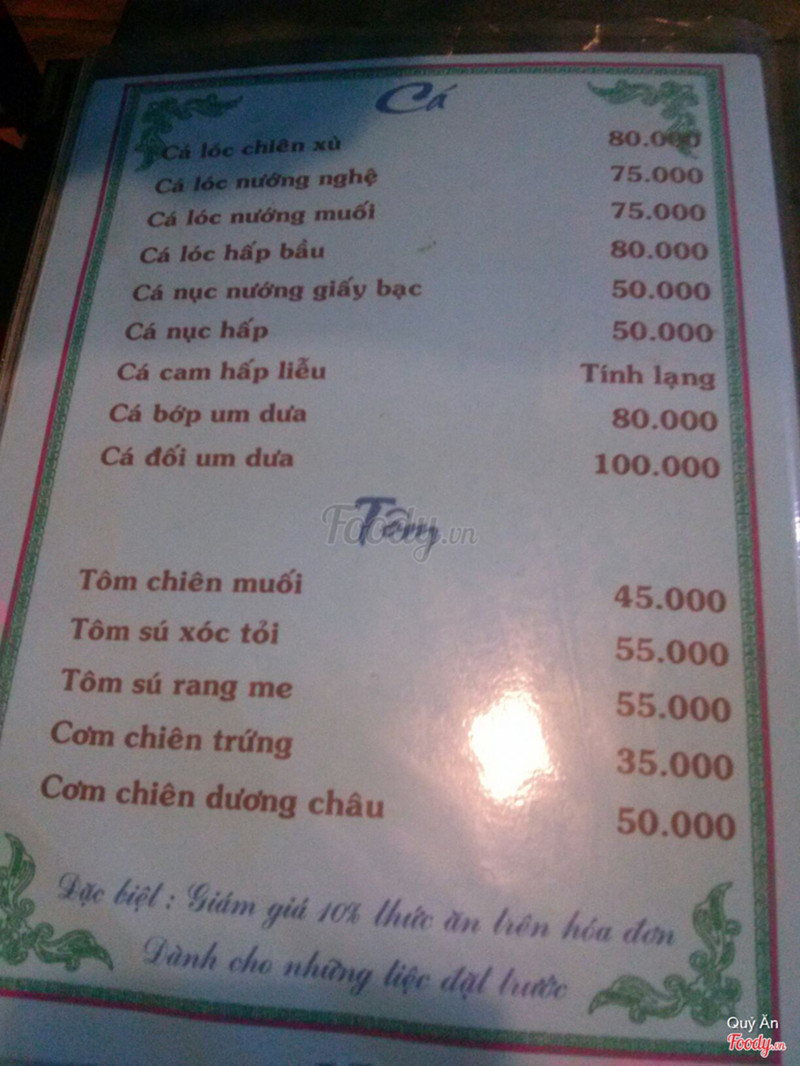 Cá
Cá lóc chiên xù 80.000
Cá lóc nướng nghệ 75.000
Cá lóc nướng muối 75.000
Cá lóc hấp bầu 80.000
Cá nục nướng giấy bạc 50.000
Cá nục hấp 50.000
Cá cam hấp liễu Tính lạng
Cá bớp um dưa 80.000
Cá đối um dưa 100.000
Tôm
Foody.vn
Tôm chiên muối 45.000
Tôm sú xóc tỏi 55.000
Tôm sú rang me 55.000
Cơm chiên trứng 35.000
Cơm chiên dương châu 50.000
Đặc biệt : Giảm giá 10% thức ăn trên hóa đơn
Dành cho những tiệc đặt trước
Quỷ Ăn
Foody.vn